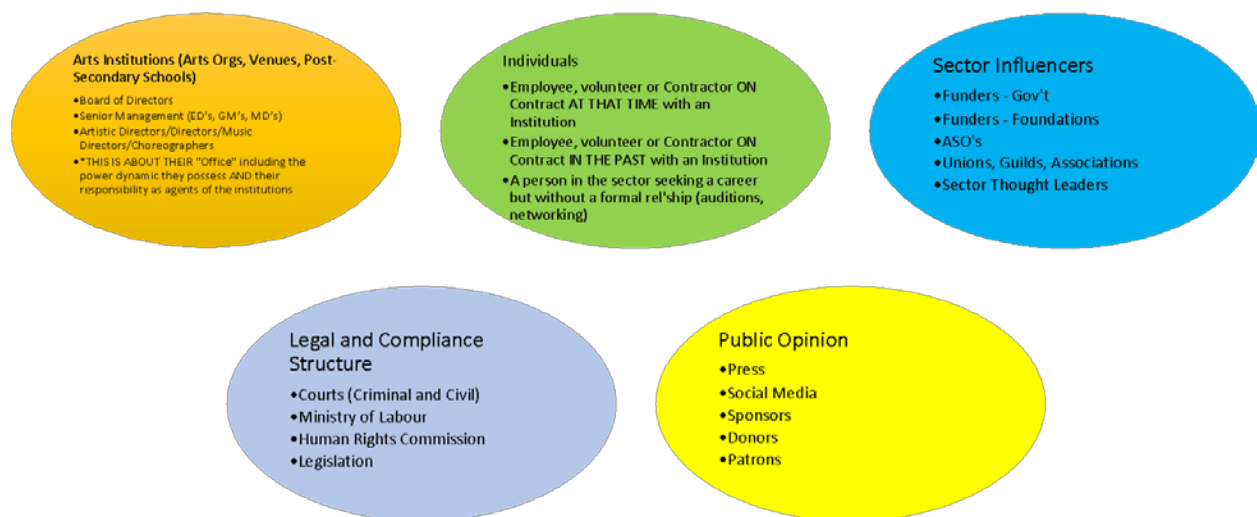 Arts Institutions (Arts Orgs, Venues, Post-
Secondary Schools)
•Board of Directors
•Senior Management (ED's, GM's, MD's)
•Artistic Directors/Directors/Music
Directors/Choreographers
•*THIS IS ABOUT THEIR "Office" including the
power dynamic they possess AND their
responsibility as agents of the institutions
Individuals
•Employee, volunteer or Contractor ON
Contract AT THAT TIME with an
Institution
•Employee, volunteer or Contractor ON
Contract IN THE PAST with an Institution
•A person in the sector seeking a career
but without a formal rel'ship (auditions,
networking)
Sector Influencers
•Funders - Gov't
•Funders - Foundations
•ASO's
•Unions, Guilds, Associations
•Sector Thought Leaders
Legal and Compliance
Structure
•Courts (Criminal and Civil)
•Ministry of Labour
•Human Rights Commission
•Legislation
Public Opinion
•Press
•Social Media
•Sponsors
•Donors
•Patrons